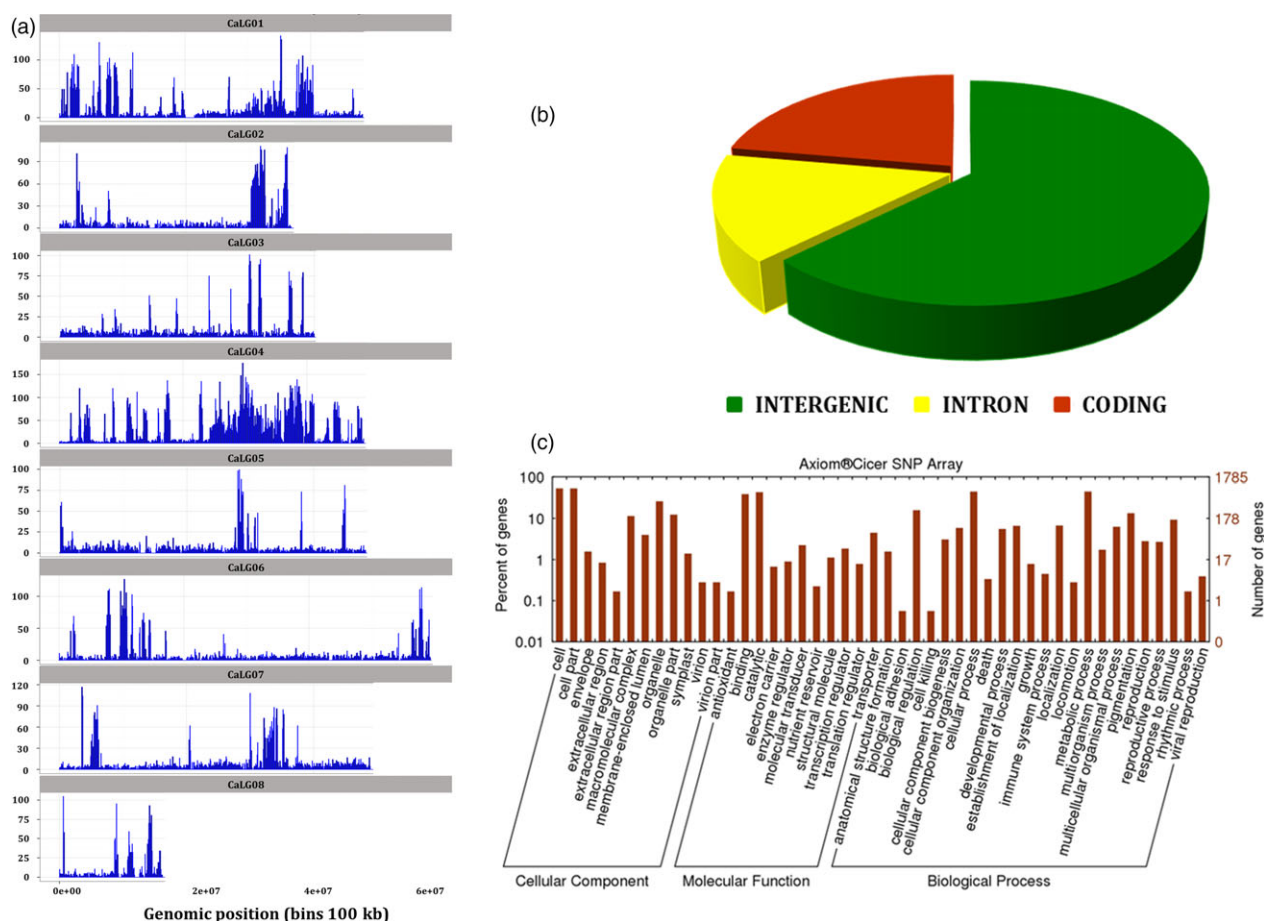 (a)
CaLG01
100
50
0
CaLG02
90
60
30
0
CaLG03
100
75
50
25
0
CaLG04
150
100
50
0
CaLG05
100
75
50
25
0
CaLG06
100
50
0
CaLG07
120
90
60
30
0
CaLG08
100
75
50
25
0
0e+00 2e+07 4e+07 6e+07
Genomic position (bins 100 kb)
(b)
INTERGENIC INTRON CODING
(c)
Axiom®Cicer SNP Array
Percent of genes
100
10
1
0.1
0.01
1785
178
17
1
0
Number of genes
cell
cell part
envelope
extracellular region
extracellular region part
macromolecular complex
membrane-enclosed lumen
organelle
organelle part
symplast
virion
virion part
antioxidant
binding
catalytic
electron carrier
enzyme regulator
molecular transducer
nutrient reservoir
structural molecule
transcription regulator
translation regulator
transporter
anatomical structure formation
biological adhesion
biological regulation
cell killing
cellular component biogenesis
cellular component organization
cellular process
death
developmental process
establishment of localization
growth
immune system process
localization
locomotion
metabolic process
multiorganism process
multicellular organismal process
pigmentation
reproduction
reproductive process
response to stimulus
rhythmic process
viral reproduction
Cellular Component
Molecular Function
Biological Process